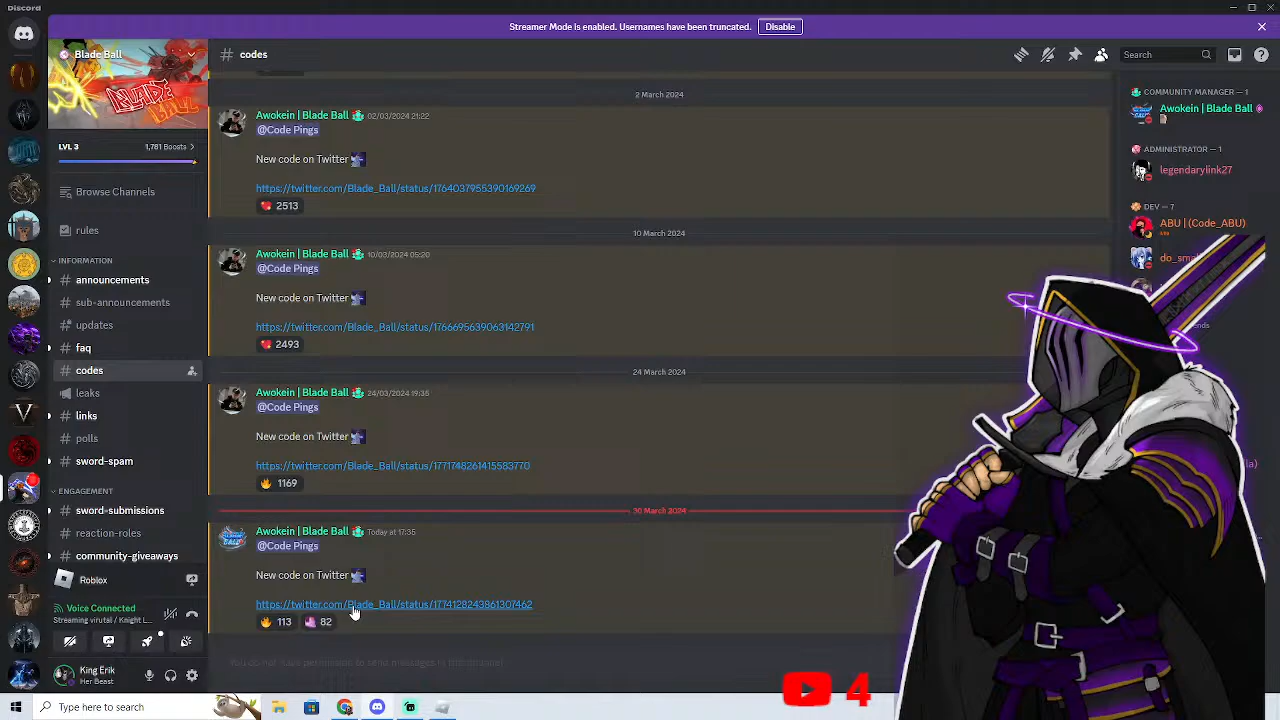 Discord
Streamer Mode is enabled. Usernames have been truncated.
Disable
Blade Ball
BLADE
BALL
LVL 3
1,781 Boosts
Browse Channels
rules
INFORMATION
announcements
sub-announcements
updates
faq
codes
leaks
links
polls
sword-spam
ENGAGEMENT
sword-submissions
reaction-roles
community-giveaways
Roblox
Voice Connected
Streaming virutal / Knight L...
King Erik
Her Beast
# codes
Search
2 March 2024
Awokein | Blade Ball 02/03/2024 21:22
@Code Pings
New code on Twitter
https://twitter.com/Blade_Ball/status/1764037955390169269
2513
10 March 2024
Awokein | Blade Ball 10/03/2024 05:20
@Code Pings
New code on Twitter
https://twitter.com/Blade_Ball/status/1766695639063142791
2493
24 March 2024
Awokein | Blade Ball 24/03/2024 19:35
@Code Pings
New code on Twitter
https://twitter.com/Blade_Ball/status/1771748261415583770
1169
30 March 2024
Awokein | Blade Ball Today at 17:35
@Code Pings
New code on Twitter
https://twitter.com/Blade_Ball/status/1774128243861307462
113 82
COMMUNITY MANAGER — 1
Awokein | Blade Ball
ADMINISTRATOR — 1
legendarylink27
DEV — 7
ABU | (Code_ABU)
4
Type here to search